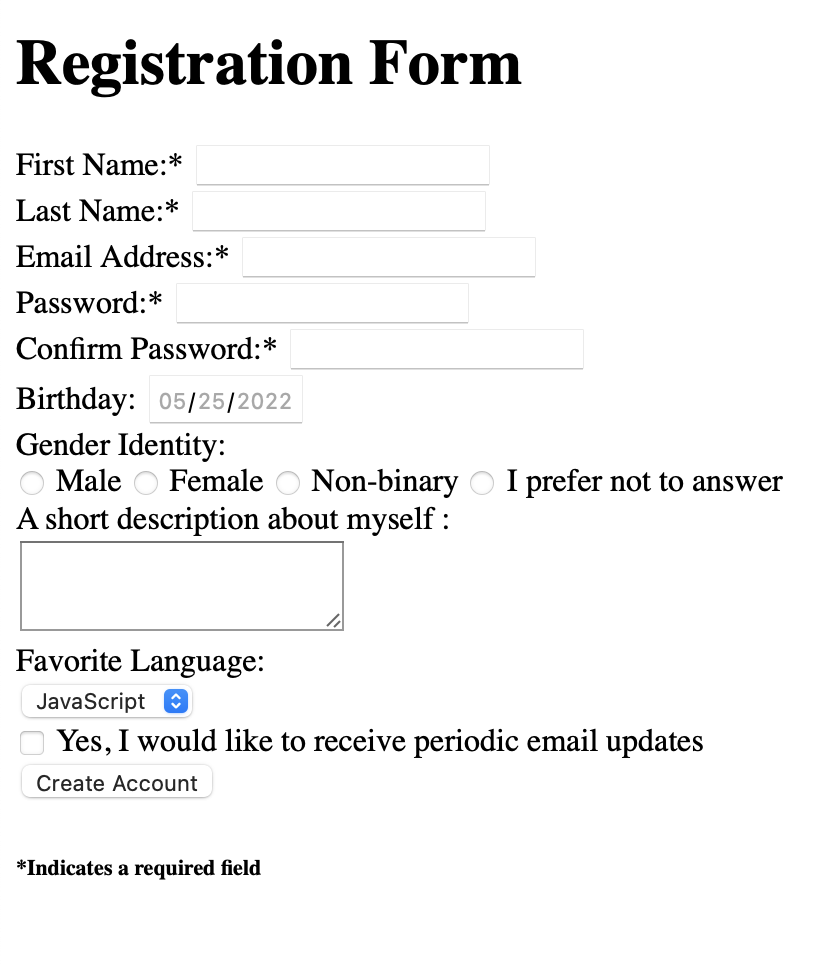 Registration Form
First Name:*
Last Name:*
Email Address:*
Password:*
Confirm Password:*
Birthday: 05/25/2022
Gender Identity:
Male Female Non-binary I prefer not to answer
A short description about myself :
Favorite Language:
JavaScript
Yes, I would like to receive periodic email updates
Create Account
*Indicates a required field